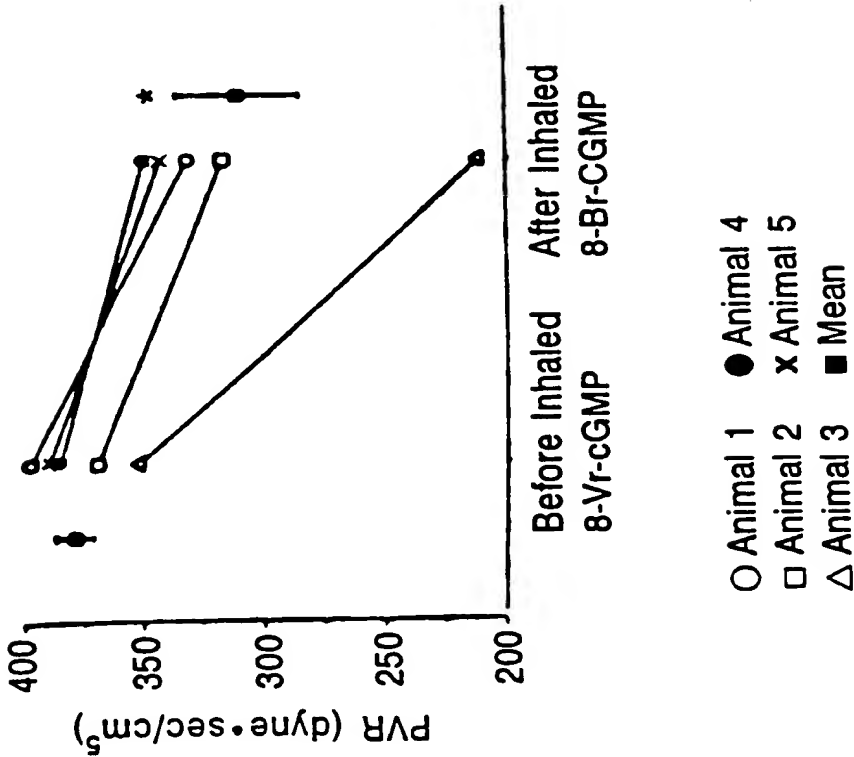 PVR (dyne•sec/cm⁵)
400
350
300
250
200
Before Inhaled
8-Vr-cGMP
After Inhaled
8-Br-CGMP
Animal 1
Animal 2
Animal 3
Animal 4
Animal 5
Mean